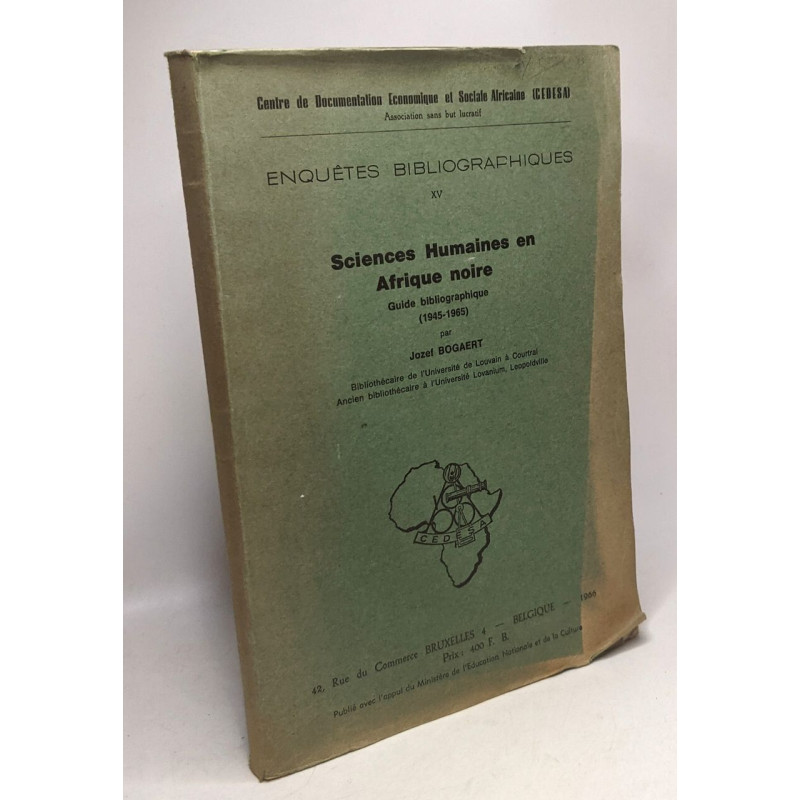 Centre de Documentation Economique et Sociale Africaine (CEDESA)
Association sans but lucratif
ENQUÊTES BIBLIOGRAPHIQUES
XV
Sciences Humaines en
Afrique noire
Guide bibliographique
(1945-1965)
par
Jozef BOGAERT
Bibliothécaire de l'Université de Louvain à Courtrai
Ancien bibliothécaire à l'Université Lovanium, Leopoldville
CEDESA
42, Rue du Commerce BRUXELLES 4 — BELGIQUE — 1966
Prix : 400 F. B.
Publié avec l'appui du Ministère de l'Education Nationale et de la Culture